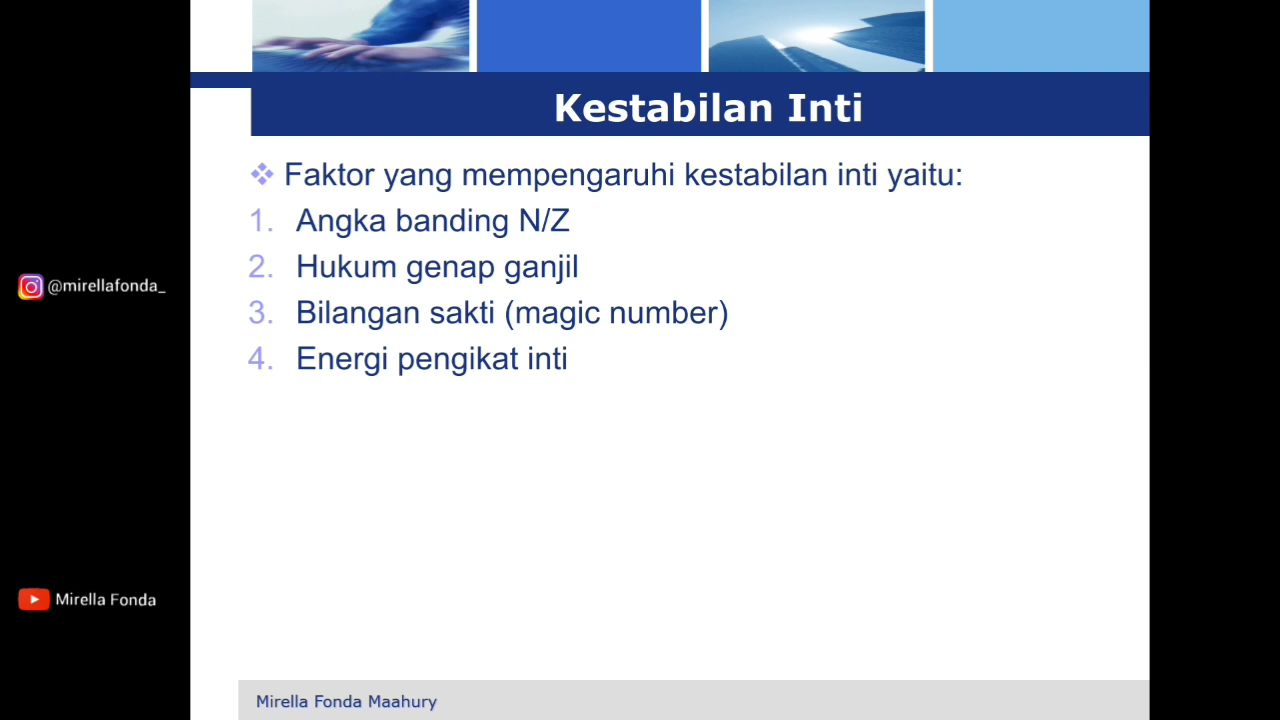 Kestabilan Inti
❖ Faktor yang mempengaruhi kestabilan inti yaitu:
1. Angka banding N/Z
2. Hukum genap ganjil
3. Bilangan sakti (magic number)
4. Energi pengikat inti
@mirellafonda_
Mirella Fonda
Mirella Fonda Maahury